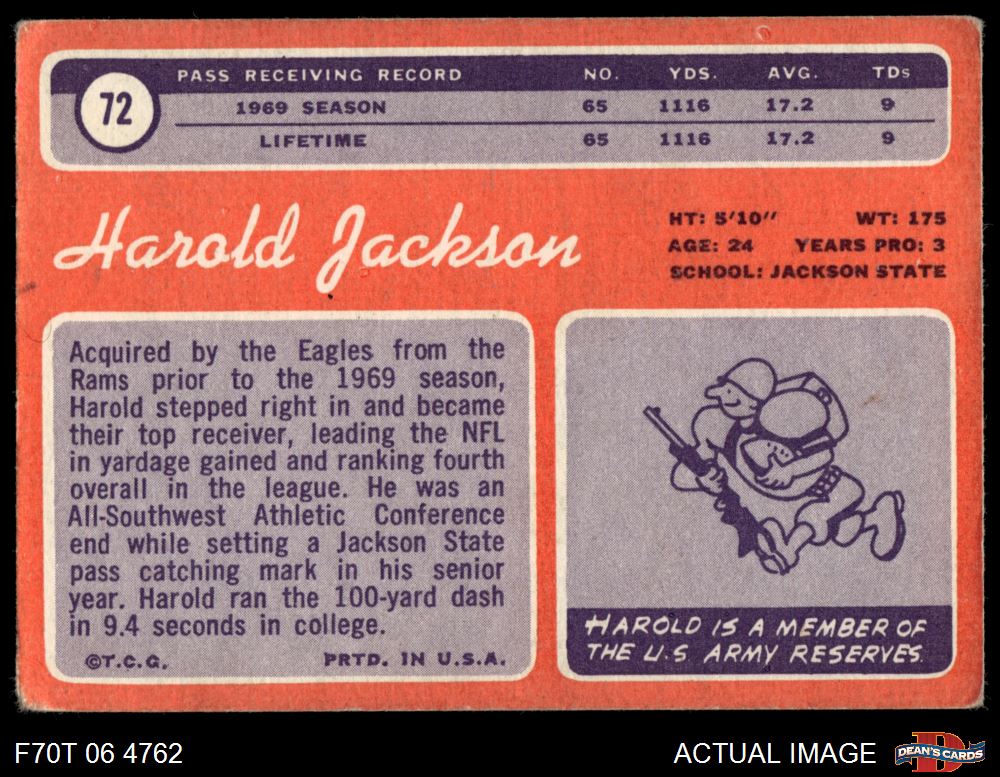 72
PASS RECEIVING RECORD NO. YDS. AVG. TDs
1969 SEASON 65 1116 17.2 9
LIFETIME 65 1116 17.2 9
Harold Jackson
HT: 5'10" WT: 175
AGE: 24 YEARS PRO: 3
SCHOOL: JACKSON STATE
Acquired by the Eagles from the
Rams prior to the 1969 season,
Harold stepped right in and became
their top receiver, leading the NFL
in yardage gained and ranking fourth
overall in the league. He was an
All-Southwest Athletic Conference
end while setting a Jackson State
pass catching mark in his senior
year. Harold ran the 100-yard dash
in 9.4 seconds in college.
©T.C.G. PRTD. IN U.S.A.
HAROLD IS A MEMBER OF
THE U.S ARMY RESERVES.
F70T 06 4762
ACTUAL IMAGE
D
DEAN'S CARDS